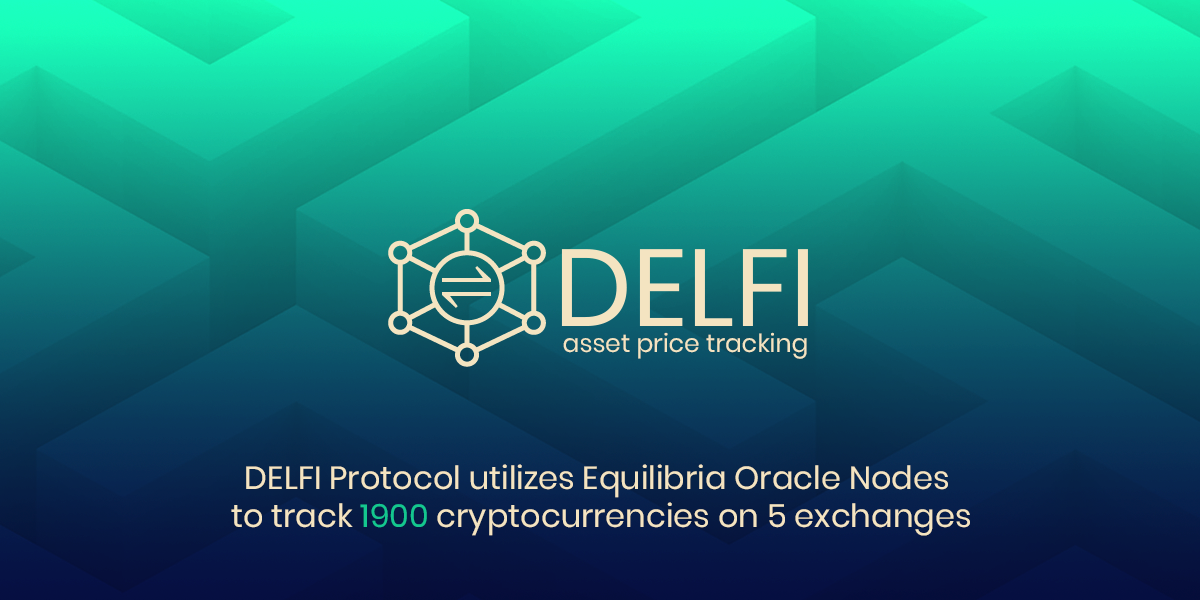 DELFI
asset price tracking
DELFI Protocol utilizes Equilibria Oracle Nodes
to track 1900 cryptocurrencies on 5 exchanges